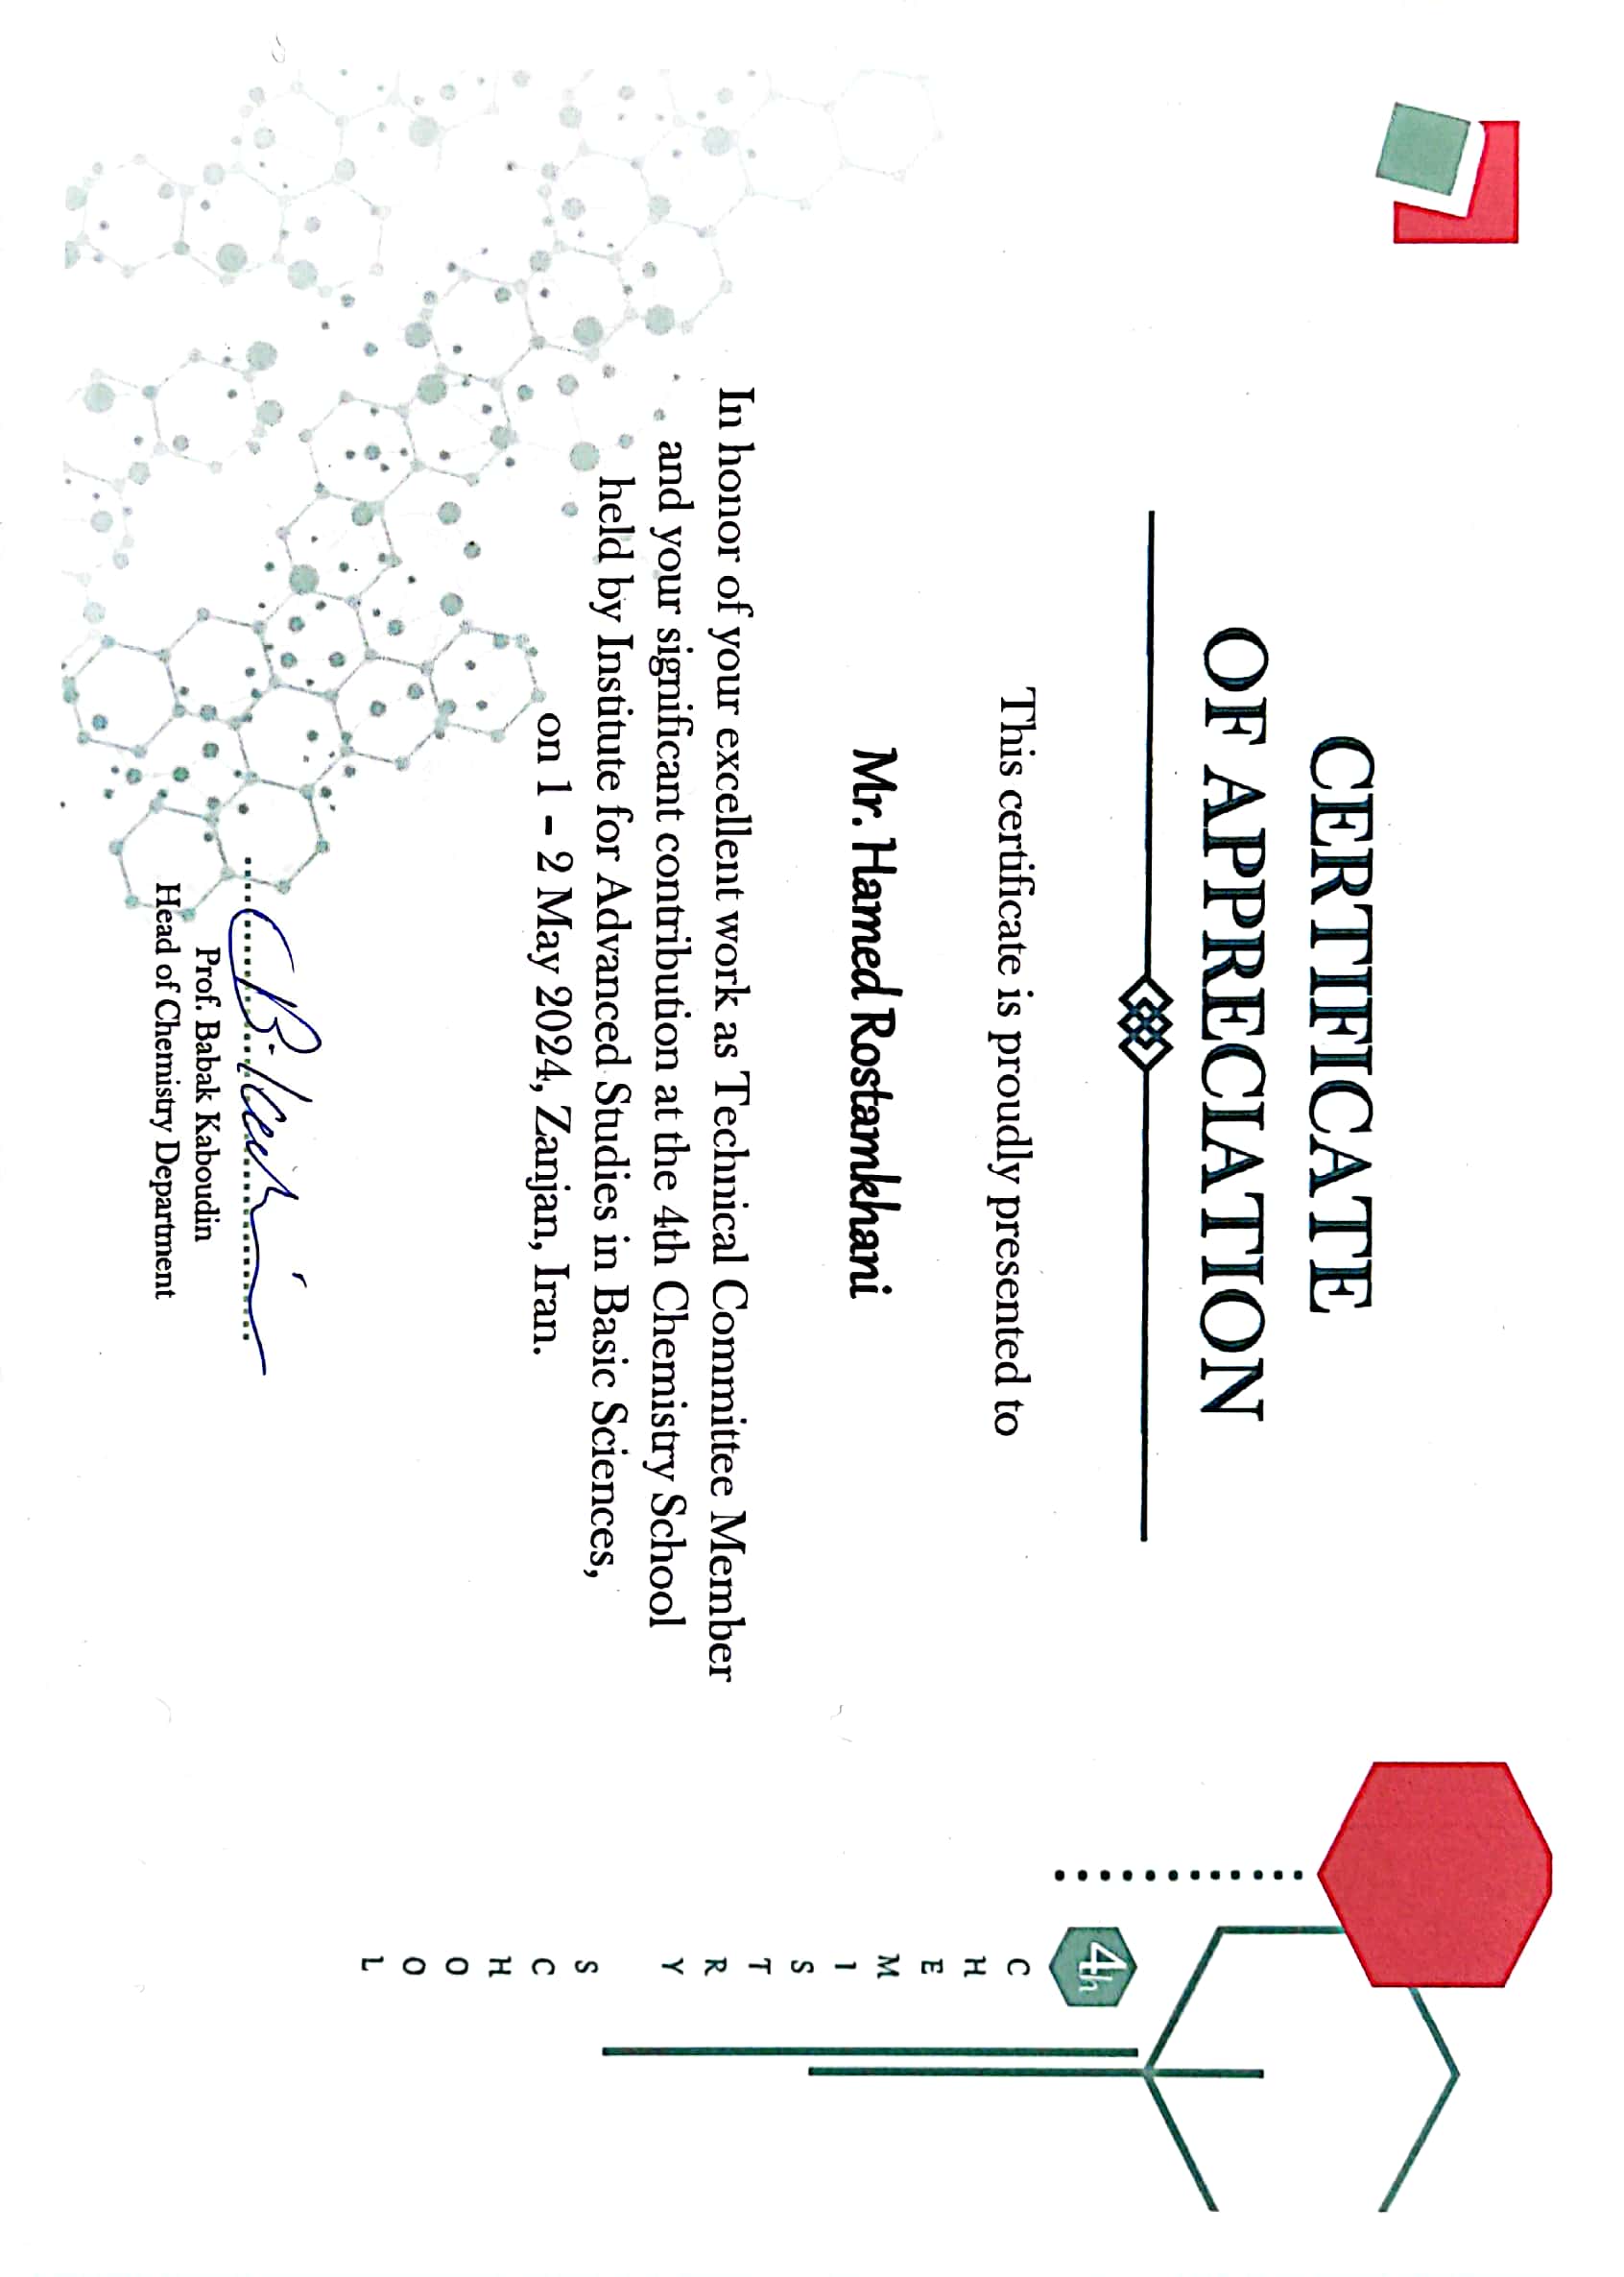 CERTIFICATE
OF APPRECIATION
This certificate is proudly presented to
Mr. Hamed Rostamkhani
In honor of your excellent work as Technical Committee Member
and your significant contribution at the 4th Chemistry School
held by Institute for Advanced Studies in Basic Sciences,
on 1 – 2 May 2024, Zanjan, Iran.
B. Kaboudin
Prof. Babak Kaboudin
Head of Chemistry Department
4h
CHEMISTRY SCHOOL